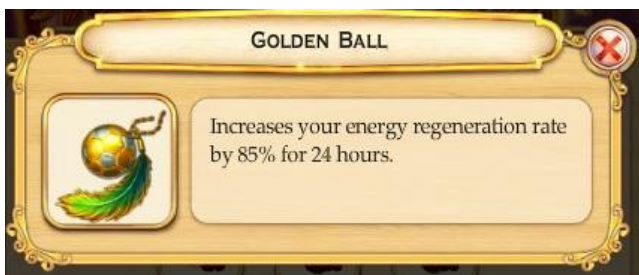 GOLDEN BALL
Increases your energy regeneration rate
by 85% for 24 hours.